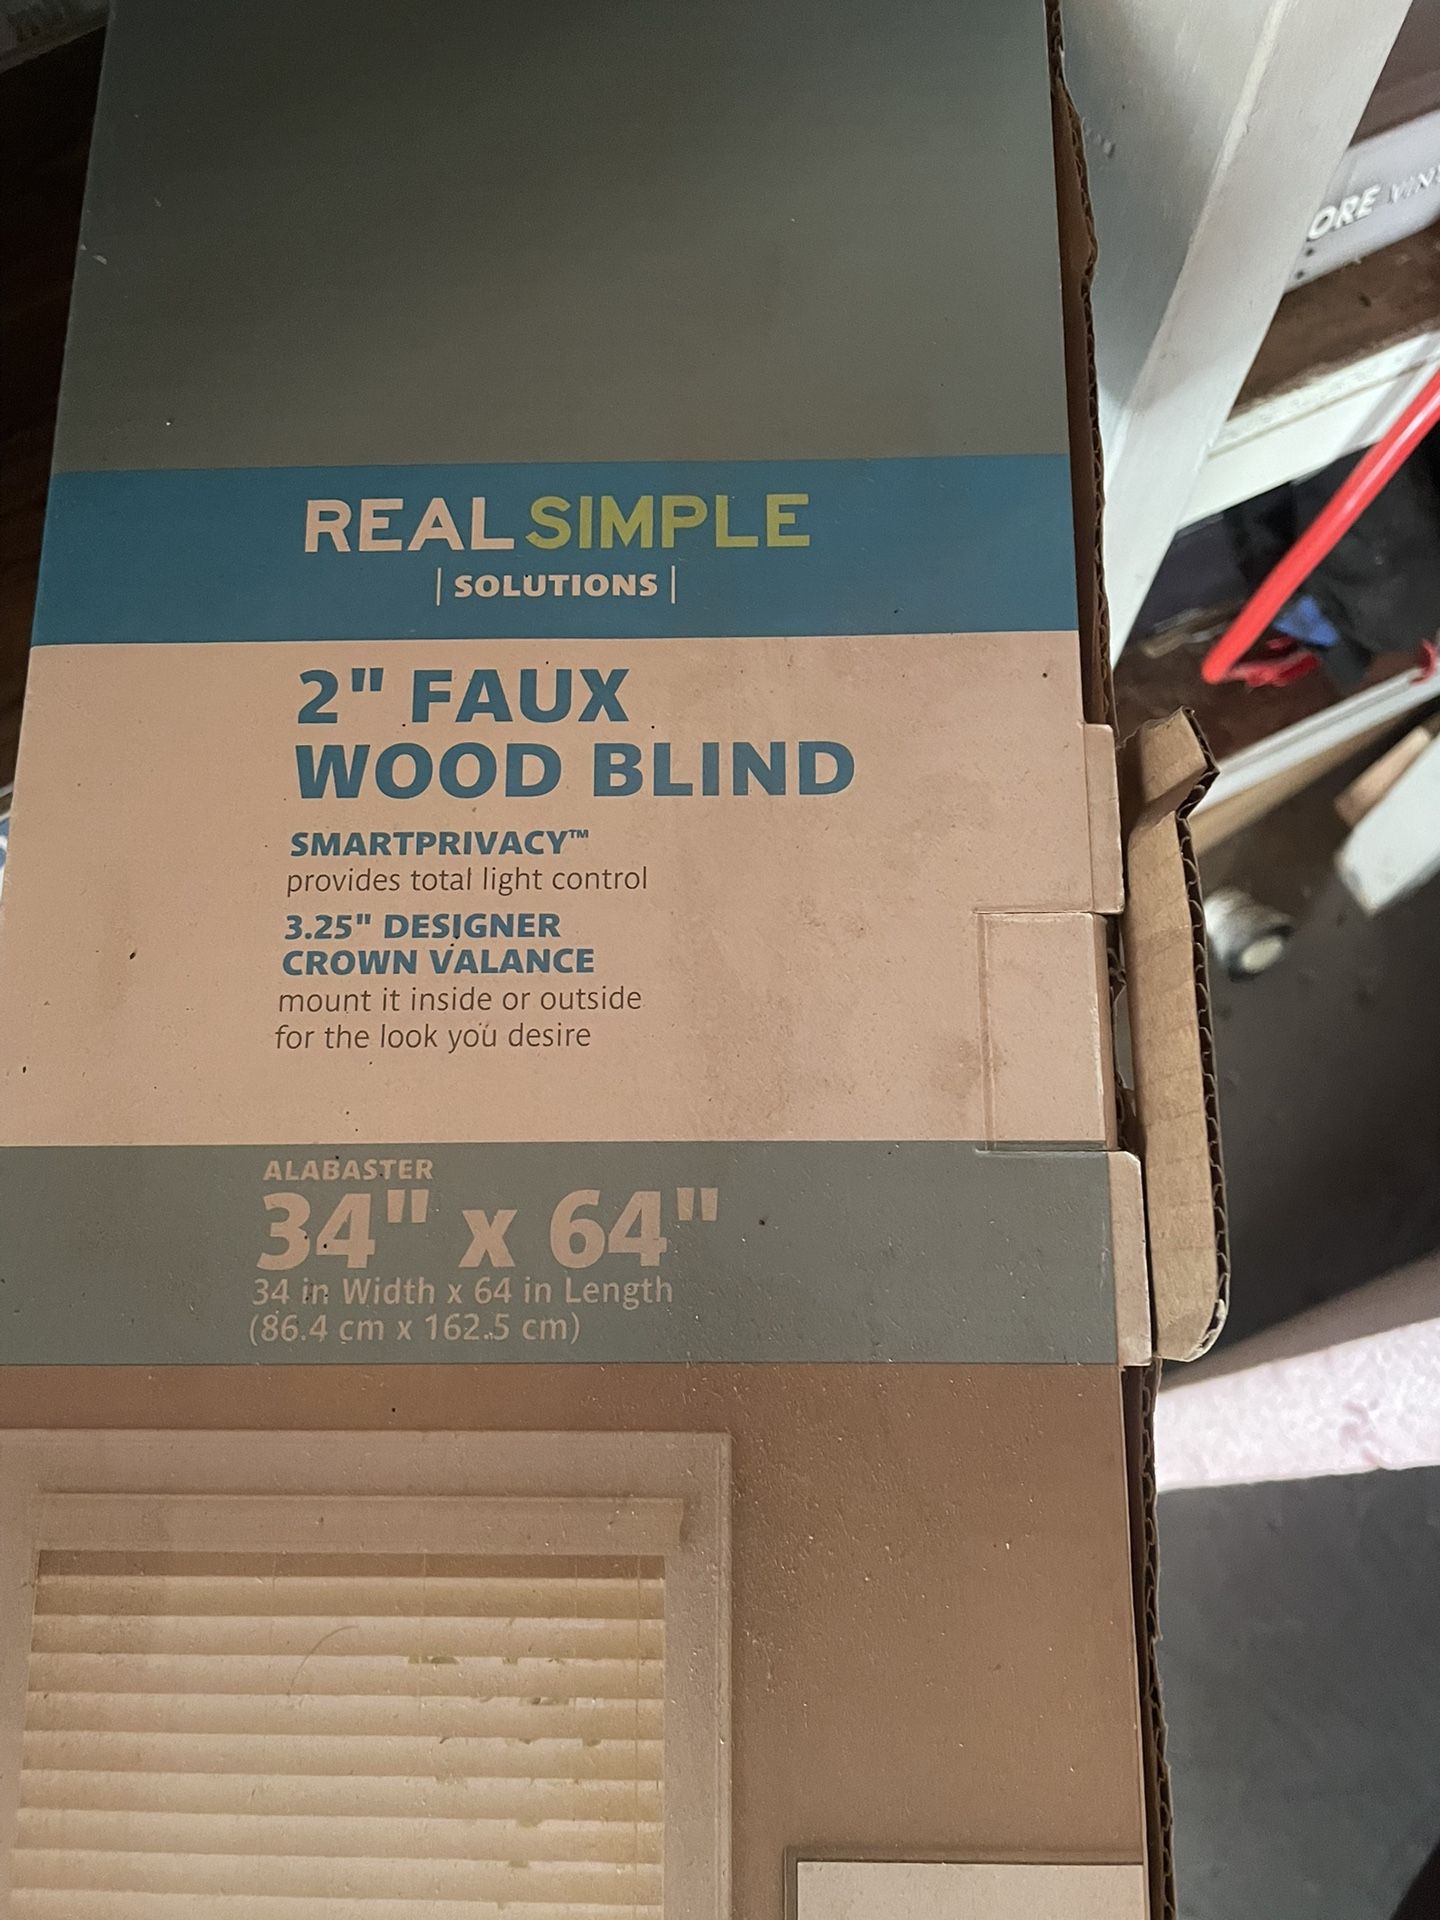 REALSIMPLE
| SOLUTIONS |
2" FAUX
WOOD BLIND
SMARTPRIVACY™
provides total light control
3.25" DESIGNER
CROWN VALANCE
mount it inside or outside
for the look you desire
ALABASTER
34" x 64"
34 in Width x 64 in Length
(86.4 cm x 162.5 cm)
ORE